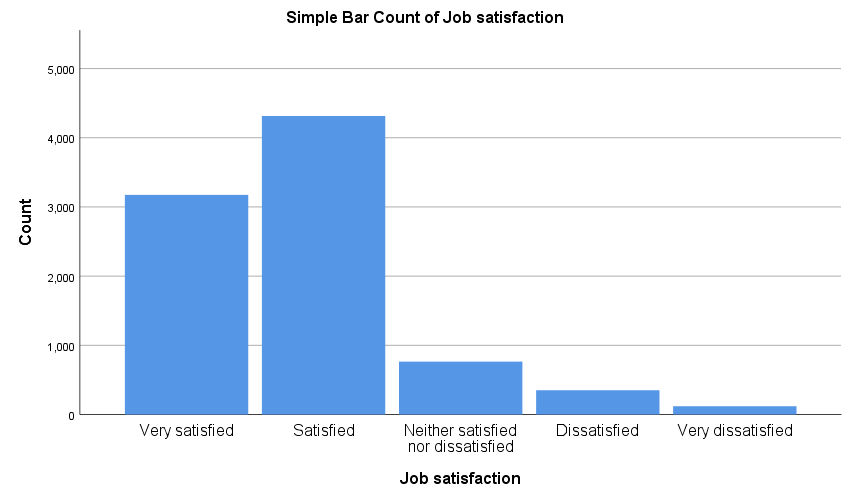 Simple Bar Count of Job satisfaction
Count
5,000
4,000
3,000
2,000
1,000
0
Very satisfied
Satisfied
Neither satisfied
nor dissatisfied
Dissatisfied
Very dissatisfied
Job satisfaction